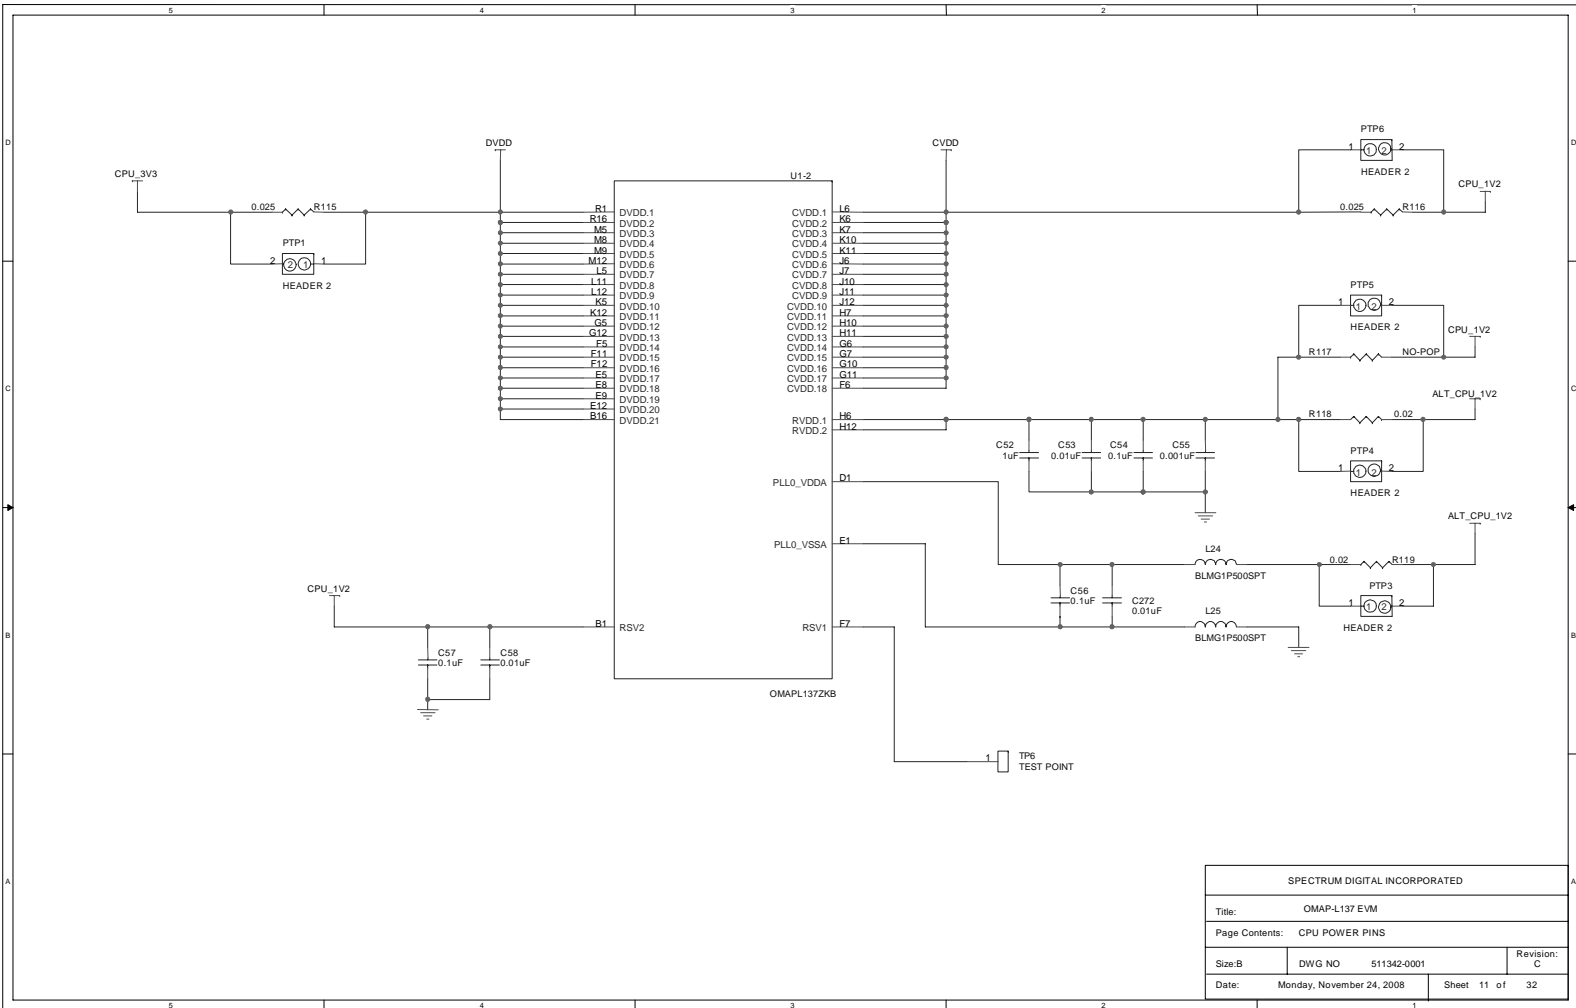 5 4 3 2 1
D D
C C
B B
A A
5 4 3 2 1
CPU_3V3
0.025 R115
PTP1
2 2 1 1
HEADER 2
DVDD
CVDD
U1-2
R1 DVDD.1
R16 DVDD.2
M5 DVDD.3
M8 DVDD.4
M9 DVDD.5
M12 DVDD.6
L5 DVDD.7
L11 DVDD.8
L12 DVDD.9
K5 DVDD.10
K12 DVDD.11
G5 DVDD.12
G12 DVDD.13
F5 DVDD.14
F11 DVDD.15
F12 DVDD.16
E5 DVDD.17
E8 DVDD.18
E9 DVDD.19
E12 DVDD.20
B16 DVDD.21
CVDD.1 L6
CVDD.2 K6
CVDD.3 K7
CVDD.4 K10
CVDD.5 K11
CVDD.6 J6
CVDD.7 J7
CVDD.8 J10
CVDD.9 J11
CVDD.10 J12
CVDD.11 H7
CVDD.12 H10
CVDD.13 H11
CVDD.14 G6
CVDD.15 G7
CVDD.16 G10
CVDD.17 G11
CVDD.18 F6
RVDD.1 H6
RVDD.2 H12
PLL0_VDDA D1
PLL0_VSSA E1
RSV1 F7
B1 RSV2
OMAPL137ZKB
CPU_1V2
C57
0.1uF
C58
0.01uF
PTP6
1 1 2 2
HEADER 2
CPU_1V2
0.025 R116
PTP5
1 1 2 2
HEADER 2
CPU_1V2
R117 NO-POP
ALT_CPU_1V2
R118 0.02
PTP4
1 1 2 2
HEADER 2
C52
1uF
C53
0.01uF
C54
0.1uF
C55
0.001uF
ALT_CPU_1V2
L24
BLMG1P500SPT
0.02 R119
PTP3
1 1 2 2
HEADER 2
C56
0.1uF
C272
0.01uF
L25
BLMG1P500SPT
1 TP6
TEST POINT
SPECTRUM DIGITAL INCORPORATED
Title: OMAP-L137 EVM
Page Contents: CPU POWER PINS
Size:B DWG NO 511342-0001 Revision: C
Date: Monday, November 24, 2008 Sheet 11 of 32